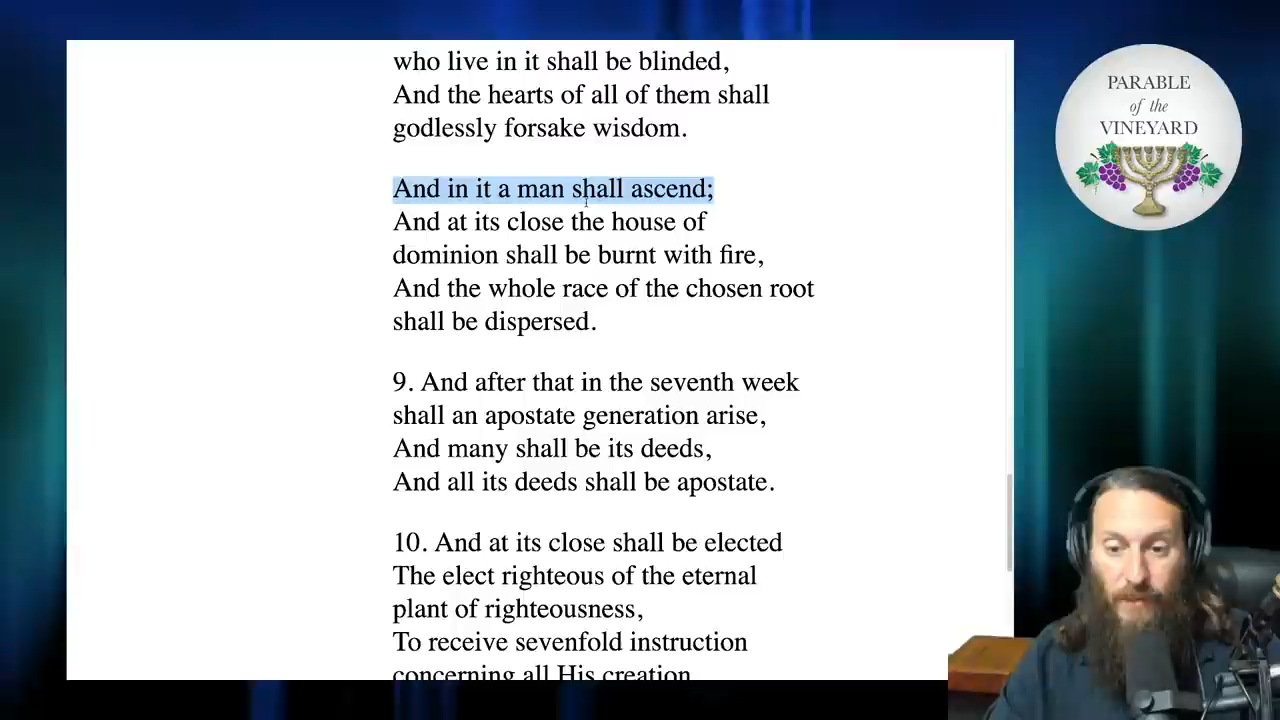 who live in it shall be blinded,
And the hearts of all of them shall
godlessly forsake wisdom.
And in it a man shall ascend;
And at its close the house of
dominion shall be burnt with fire,
And the whole race of the chosen root
shall be dispersed.
9. And after that in the seventh week
shall an apostate generation arise,
And many shall be its deeds,
And all its deeds shall be apostate.
10. And at its close shall be elected
The elect righteous of the eternal
plant of righteousness,
To receive sevenfold instruction
concerning all His creation
PARABLE
of the
VINEYARD